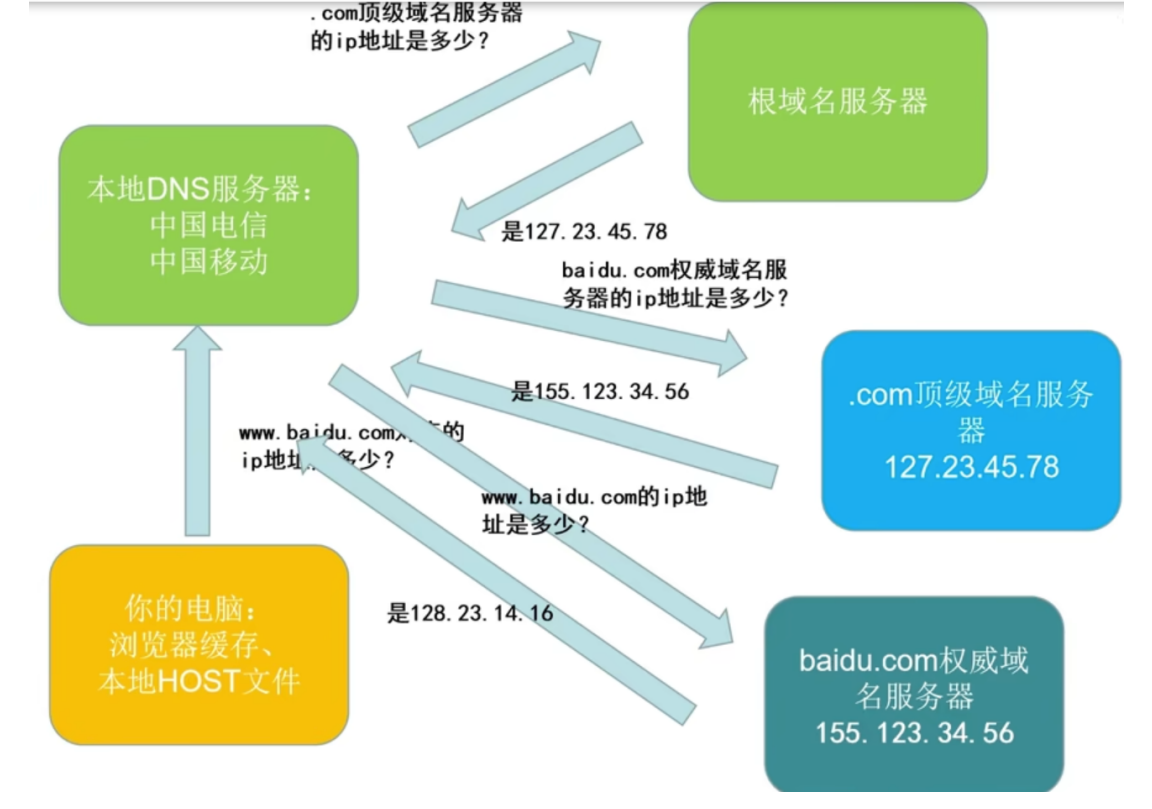 .com顶级域名服务器
的ip地址是多少?
根域名服务器
本地DNS服务器：
中国电信
中国移动
是127.23.45.78
baidu.com权威域名服
务器的ip地址是多少?
.com顶级域名服务
器
127.23.45.78
是155.123.34.56
www.baidu.com的
ip地址多少?
www.baidu.com的ip地
址是多少?
你的电脑：
浏览器缓存、
本地HOST文件
是128.23.14.16
baidu.com权威域
名服务器
155.123.34.56